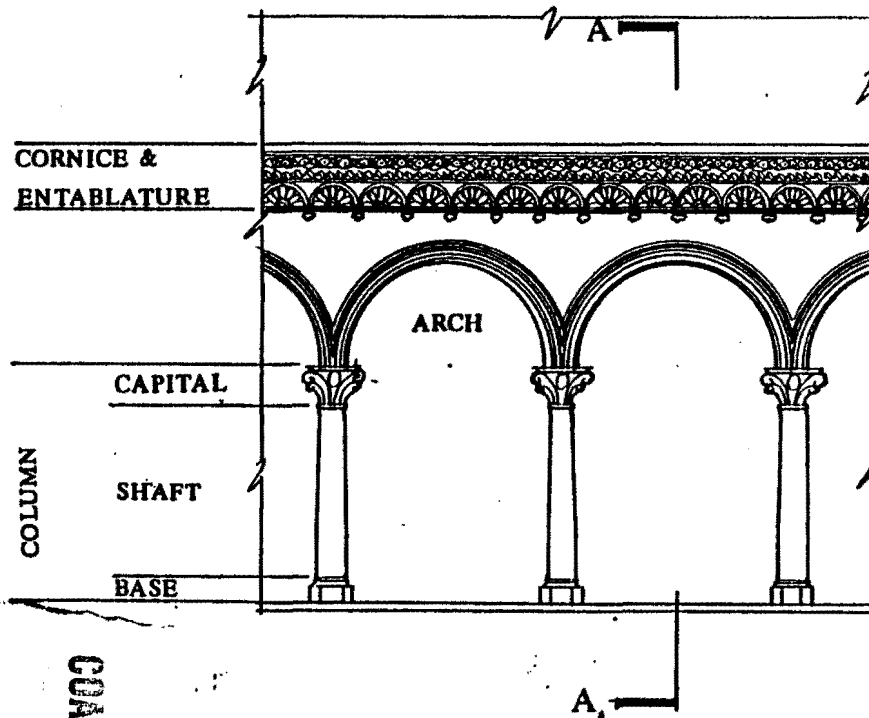 A
CORNICE &
ENTABLATURE
ARCH
CAPITAL
COLUMN
SHAFT
BASE
A